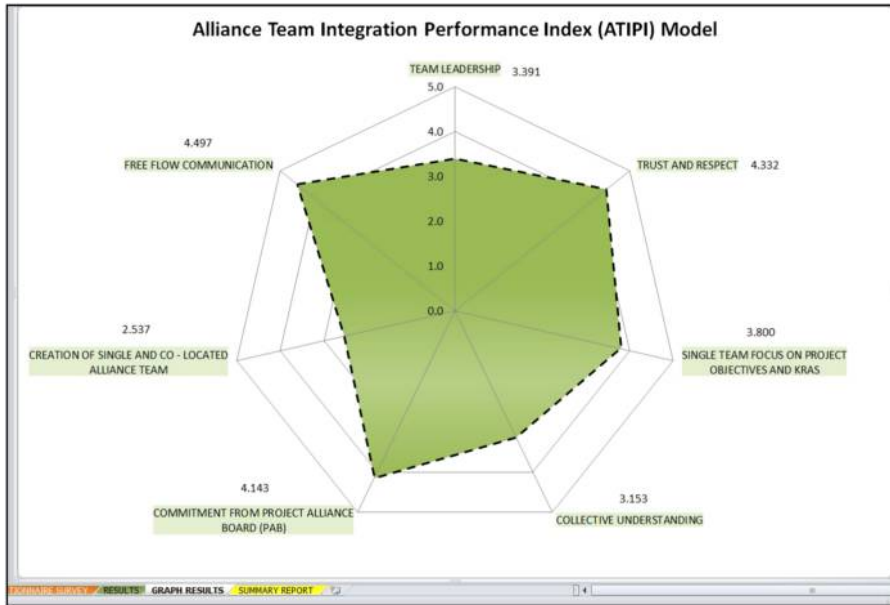 Alliance Team Integration Performance Index (ATIPI) Model
TEAM LEADERSHIP 3.391
5.0
4.497
4.0
FREE FLOW COMMUNICATION
TRUST AND RESPECT 4.332
3.0
2.0
1.0
0.0
2.537
3.800
CREATION OF SINGLE AND CO - LOCATED
ALLIANCE TEAM
SINGLE TEAM FOCUS ON PROJECT
OBJECTIVES AND KRAS
4.143
3.153
COMMITMENT FROM PROJECT ALLIANCE
BOARD (PAB)
COLLECTIVE UNDERSTANDING
SURVEY RESULTS GRAPH RESULTS SUMMARY REPORT